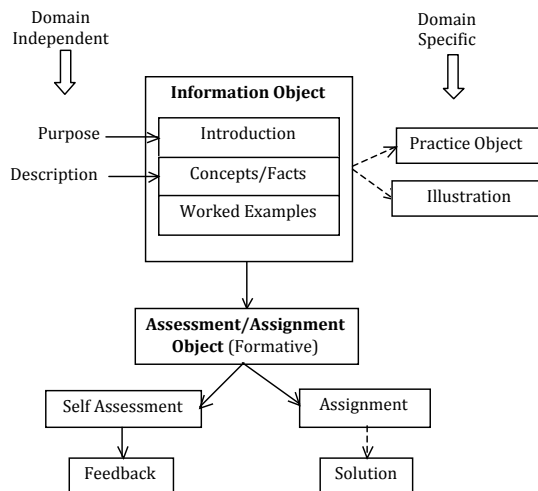 Domain
Independent
Domain
Specific
Information Object
Purpose
Introduction
Practice Object
Description
Concepts/Facts
Illustration
Worked Examples
Assessment/Assignment
Object (Formative)
Self Assessment
Assignment
Feedback
Solution